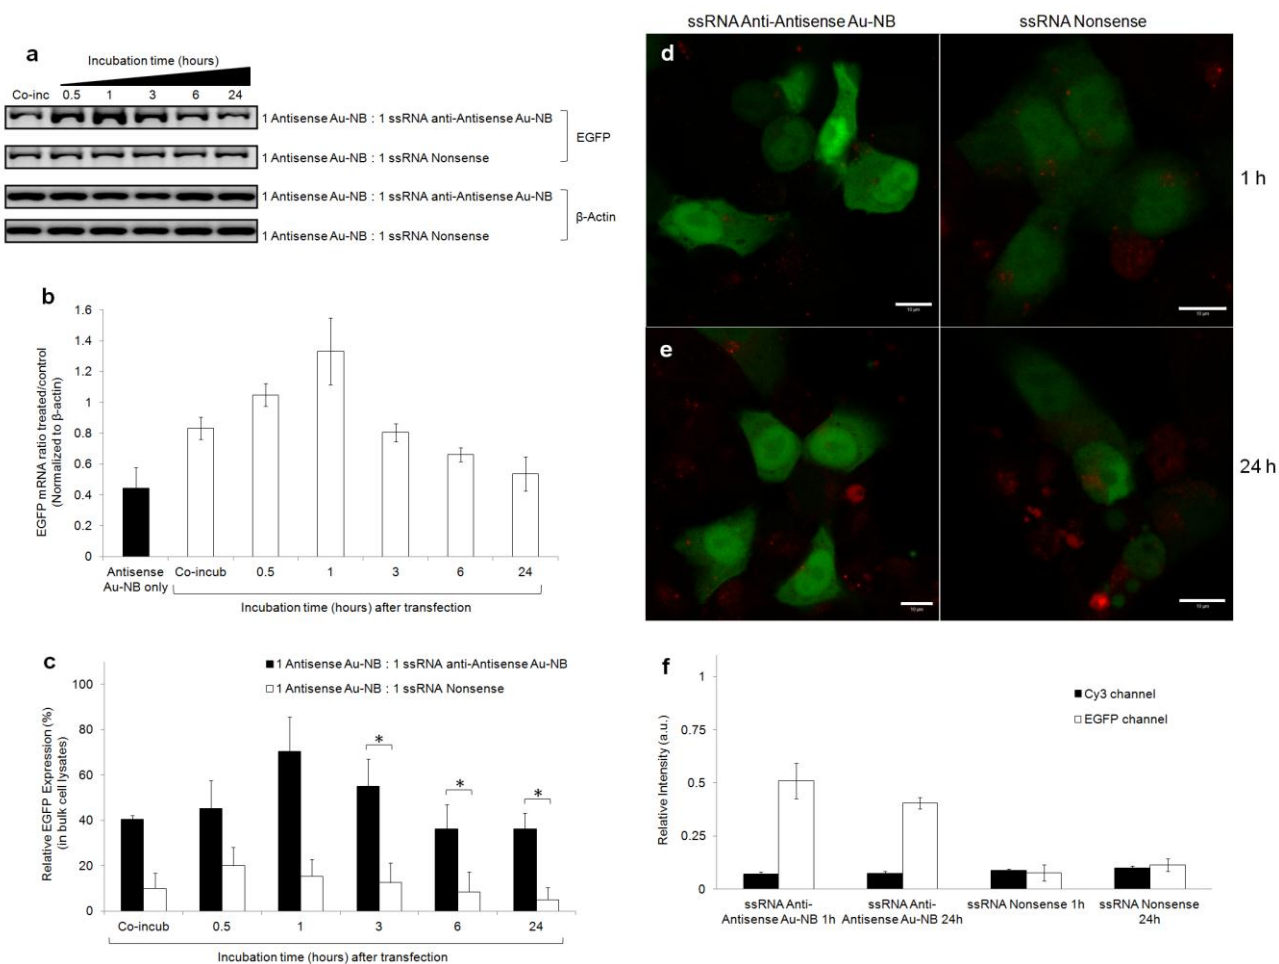 a
Incubation time (hours)
Co-inc 0.5 1 3 6 24
1 Antisense Au-NB : 1 ssRNA anti-Antisense Au-NB
1 Antisense Au-NB : 1 ssRNA Nonsense
EGFP
1 Antisense Au-NB : 1 ssRNA anti-Antisense Au-NB
1 Antisense Au-NB : 1 ssRNA Nonsense
β-Actin
b
EGFP mRNA ratio treated/control
(Normalized to β-actin)
1.6
1.4
1.2
1
0.8
0.6
0.4
0.2
0
Antisense
Au-NB only
Co-incub 0.5 1 3 6 24
Incubation time (hours) after transfection
c
1 Antisense Au-NB : 1 ssRNA anti-Antisense Au-NB
1 Antisense Au-NB : 1 ssRNA Nonsense
Relative EGFP Expression (%)
(in bulk cell lysates)
100
80
60
40
20
0
* * *
Co-incub 0.5 1 3 6 24
Incubation time (hours) after transfection
ssRNA Anti-Antisense Au-NB
ssRNA Nonsense
d
1 h
10 µm
10 µm
e
24 h
10 µm
10 µm
f
Cy3 channel
EGFP channel
Relative Intensity (a.u.)
1
0.75
0.5
0.25
0
ssRNA Anti-
Antisense Au-NB 1h
ssRNA Anti-
Antisense Au-NB 24h
ssRNA Nonsense 1h
ssRNA Nonsense
24h